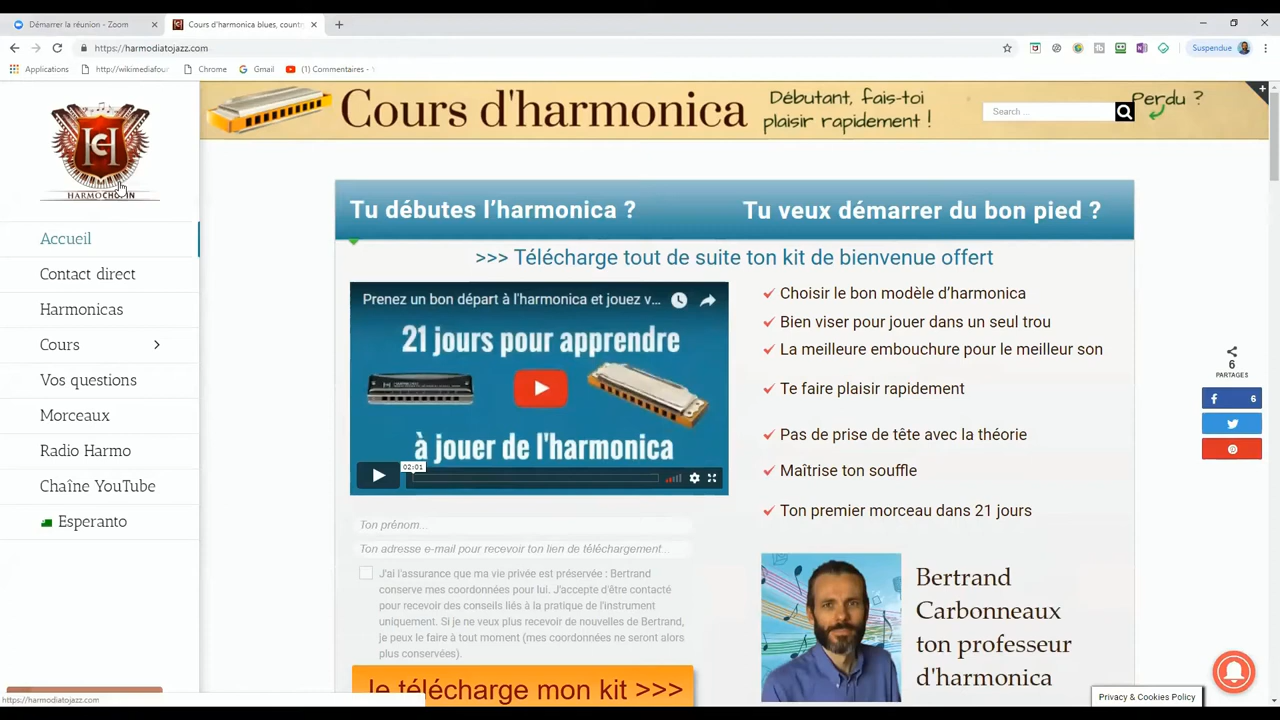 Démarrer la réunion - Zoom
Cours d'harmonica blues, countr
https://harmodiatojazz.com
Suspendue
Applications
http://wikimediafour
Chrome
Gmail
(1) Commentaires - Y
HARMOCHOIN
Accueil
Contact direct
Harmonicas
Cours
Vos questions
Morceaux
Radio Harmo
Chaîne YouTube
Esperanto
https://harmodiatojazz.com
Cours d'harmonica
Débutant, fais-toi
plaisir rapidement !
Search ...
Perdu ?
Tu débutes l'harmonica ?
Tu veux démarrer du bon pied ?
>>> Télécharge tout de suite ton kit de bienvenue offert
Prenez un bon départ à l'harmonica et jouez v...
21 jours pour apprendre
à jouer de l'harmonica
02:01
Choisir le bon modèle d'harmonica
Bien viser pour jouer dans un seul trou
La meilleure embouchure pour le meilleur son
Te faire plaisir rapidement
Pas de prise de tête avec la théorie
Maîtrise ton souffle
Ton premier morceau dans 21 jours
Ton prénom...
Ton adresse e-mail pour recevoir ton lien de téléchargement...
J'ai l'assurance que ma vie privée est préservée : Bertrand
conserve mes coordonnées pour lui. J'accepte d'être contacté
pour recevoir des conseils liés à la pratique de l'instrument
uniquement. Si je ne veux plus recevoir de nouvelles de Bertrand,
je peux le faire à tout moment (mes coordonnées ne seront alors
plus conservées).
Je télécharge mon kit >>>
Bertrand
Carbonneaux
ton professeur
d'harmonica
6
PARTAGES
6
Privacy & Cookies Policy